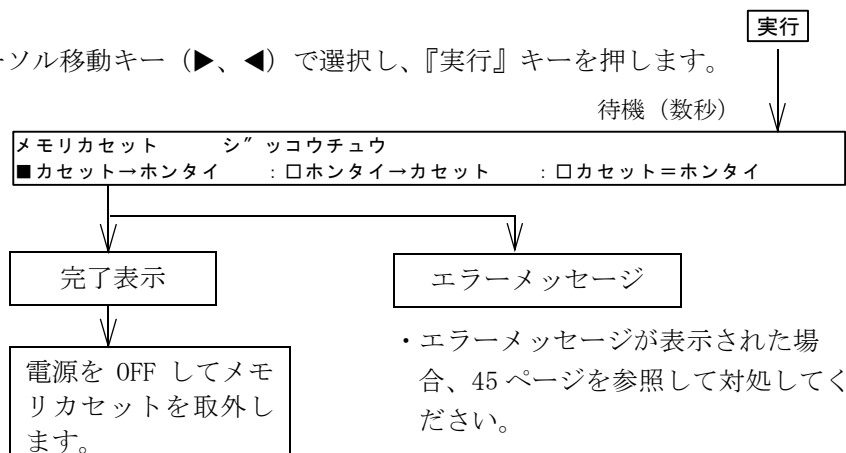 実行
ーソル移動キー（▶、◀）で選択し、『実行』キーを押します。
待機（数秒）
メモリカセット　　　シ゛ッコウチュウ
■カセット→ホンタイ　　：□ホンタイ→カセット　　：□カセット＝ホンタイ
完了表示
エラーメッセージ
電源を OFF してメモ
リカセットを取外し
ます。
・エラーメッセージが表示された場
合、45 ページを参照して対処してく
ださい。